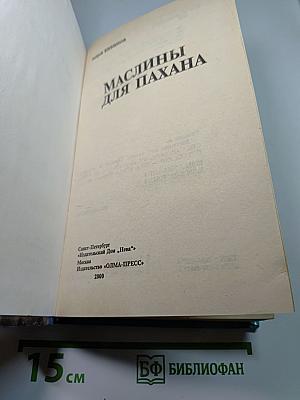 МАСЛИНЫ
ДЛЯ ПАХАНА
Санкт-Петербург
«Издательский Дом „Нева"»
Москва
Издательство «ОЛМА-ПРЕСС»
2000
15 СМ
БФ БИБЛИОФАН